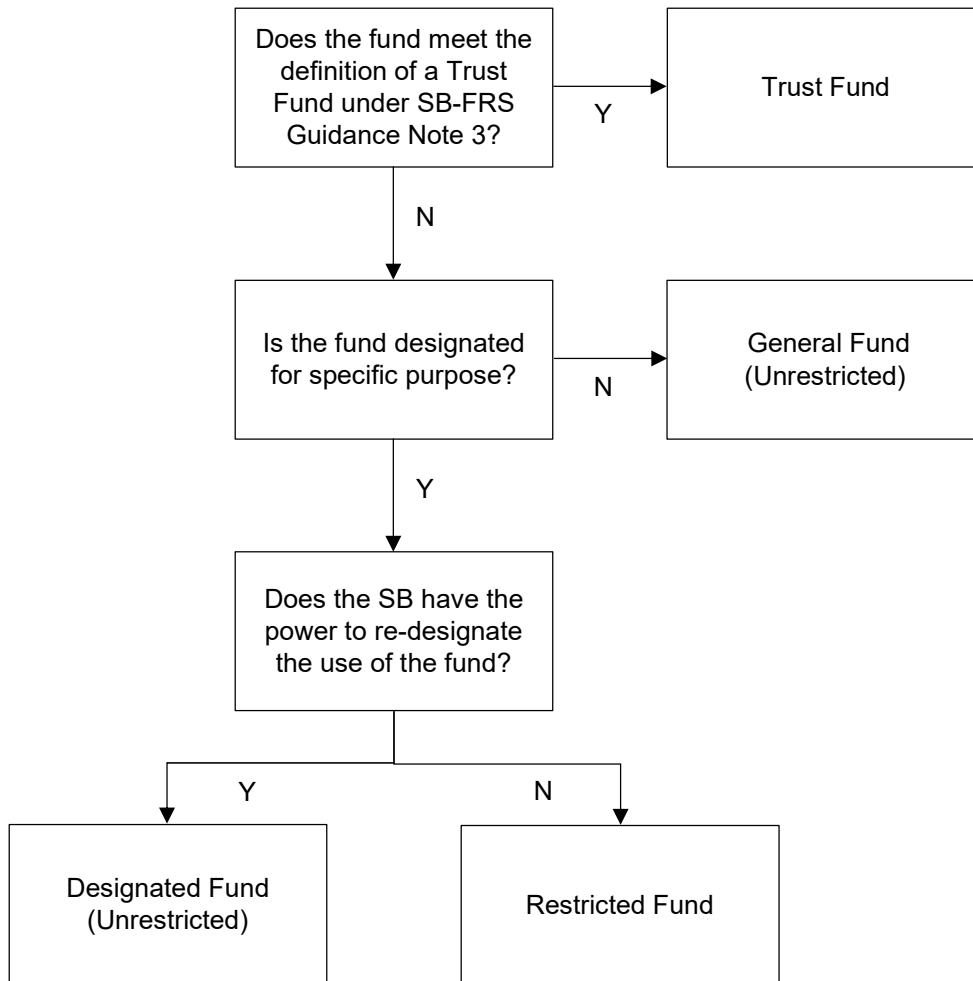 Does the fund meet the
definition of a Trust
Fund under SB-FRS
Guidance Note 3?
Y
Trust Fund
N
Is the fund designated
for specific purpose?
N
General Fund
(Unrestricted)
Y
Does the SB have the
power to re-designate
the use of the fund?
Y
N
Designated Fund
(Unrestricted)
Restricted Fund